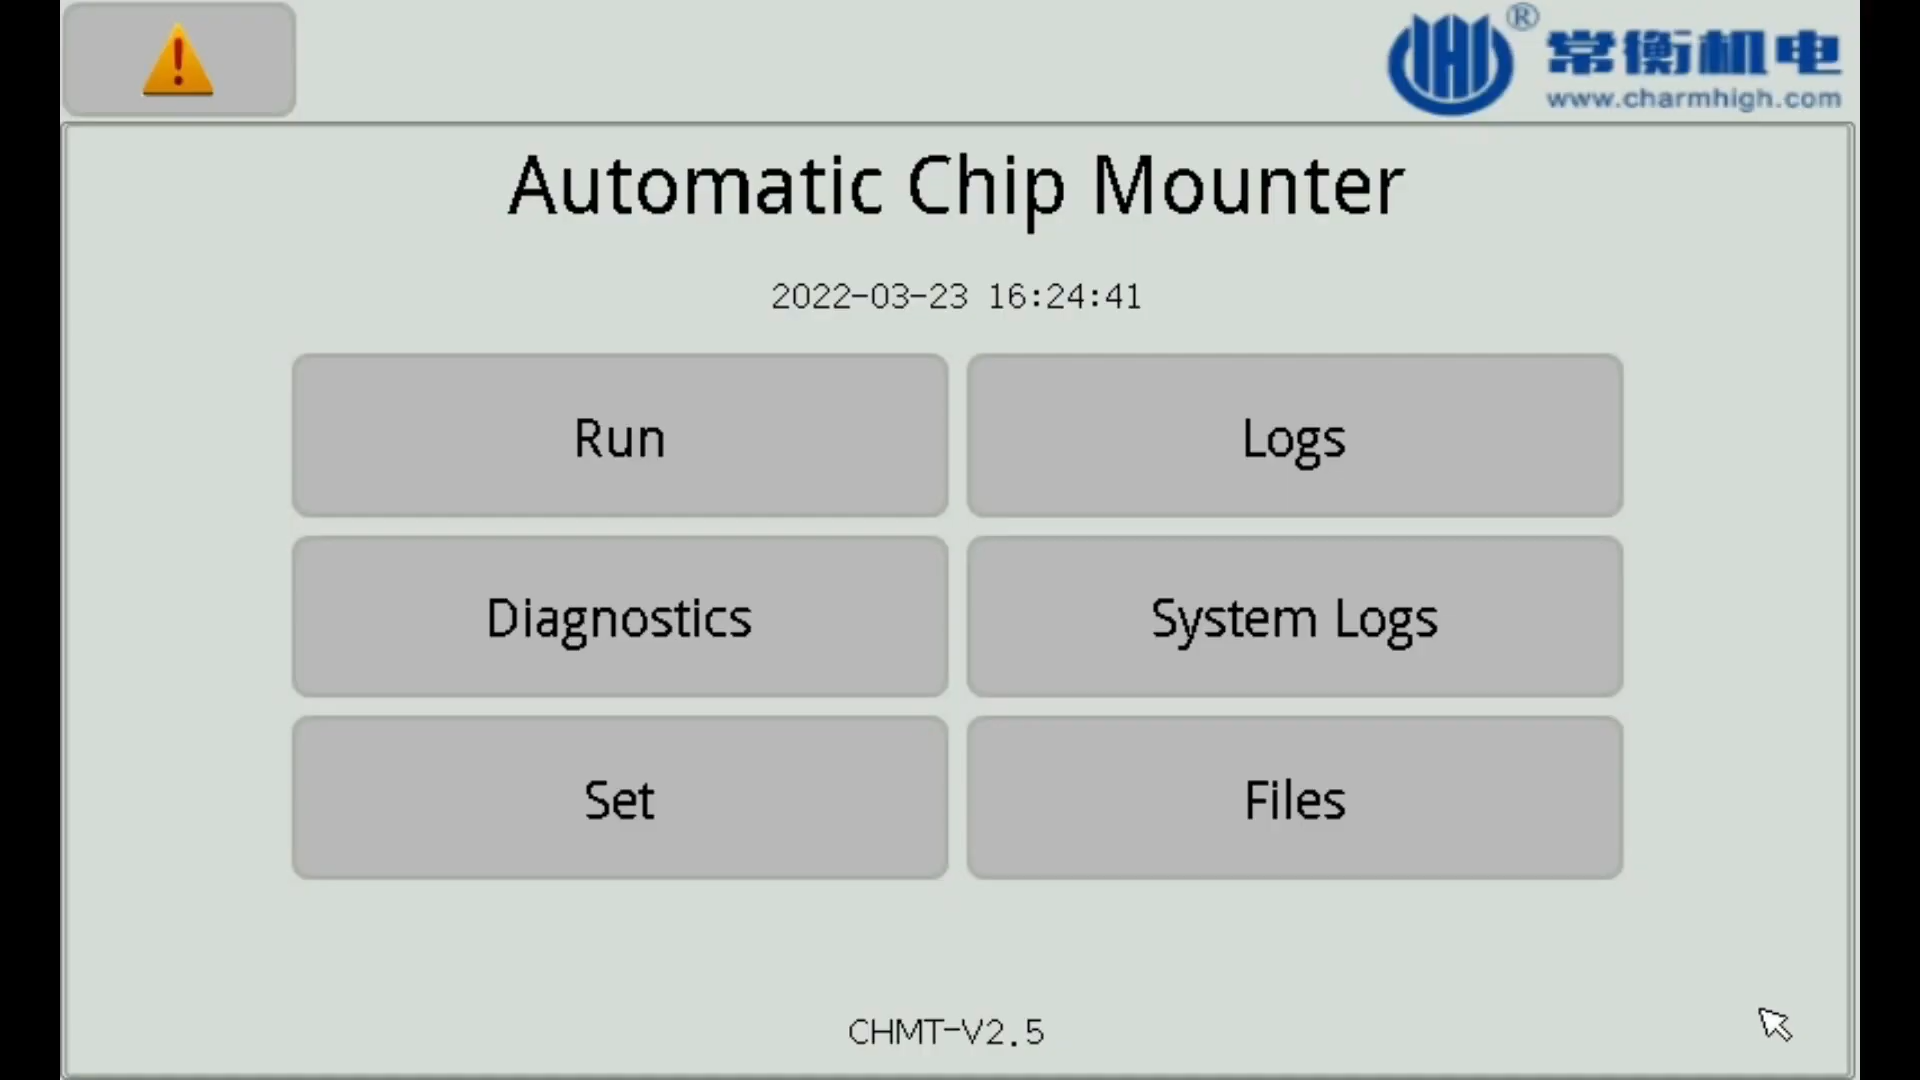 常衡机电®
www.charmhigh.com
Automatic Chip Mounter
2022-03-23 16:24:41
Run
Logs
Diagnostics
System Logs
Set
Files
CHMT-V2.5